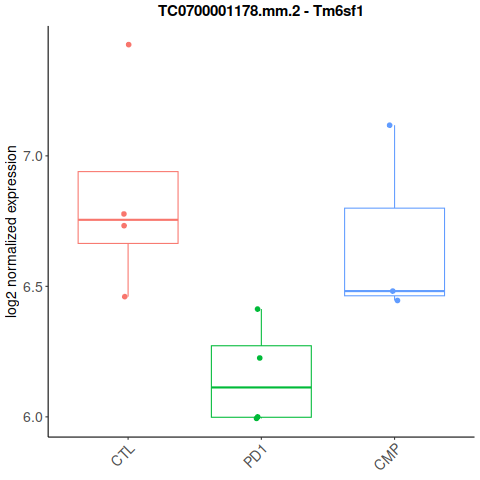 TC0700001178.mm.2 - Tm6sf1
log2 normalized expression
7.0
6.5
6.0
CTL
PD1
CMP